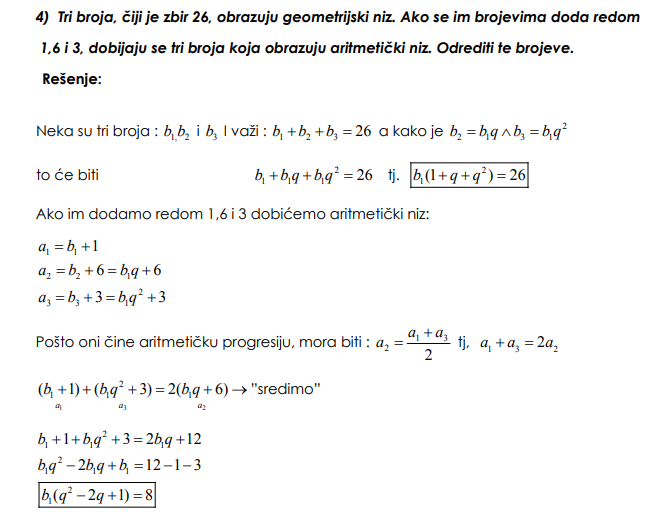 4) Tri broja, čiji je zbir 26, obrazuju geometrijski niz. Ako se im brojevima doda redom
1,6 i 3, dobijaju se tri broja koja obrazuju aritmetički niz. Odrediti te brojeve.
Rešenje:
Neka su tri broja : b₁,b₂ i b₃ I važi : b₁ + b₂ + b₃ = 26 a kako je b₂ = b₁q ∧ b₃ = b₁q²
to će biti b₁ + b₁q + b₁q² = 26 tj. b₁(1+ q + q²) = 26
Ako im dodamo redom 1,6 i 3 dobićemo aritmetički niz:
a₁ = b₁ + 1
a₂ = b₂ + 6 = b₁q + 6
a₃ = b₃ + 3 = b₁q² + 3
Pošto oni čine aritmetičku progresiju, mora biti : a₂ = (a₁ + a₃)/2 tj, a₁ + a₃ = 2a₂
(b₁ + 1) + (b₁q² + 3) = 2(b₁q + 6) → "sredimo"
a₁ a₃ a₂
b₁ + 1 + b₁q² + 3 = 2b₁q + 12
b₁q² − 2b₁q + b₁ = 12 − 1 − 3
b₁(q² − 2q + 1) = 8